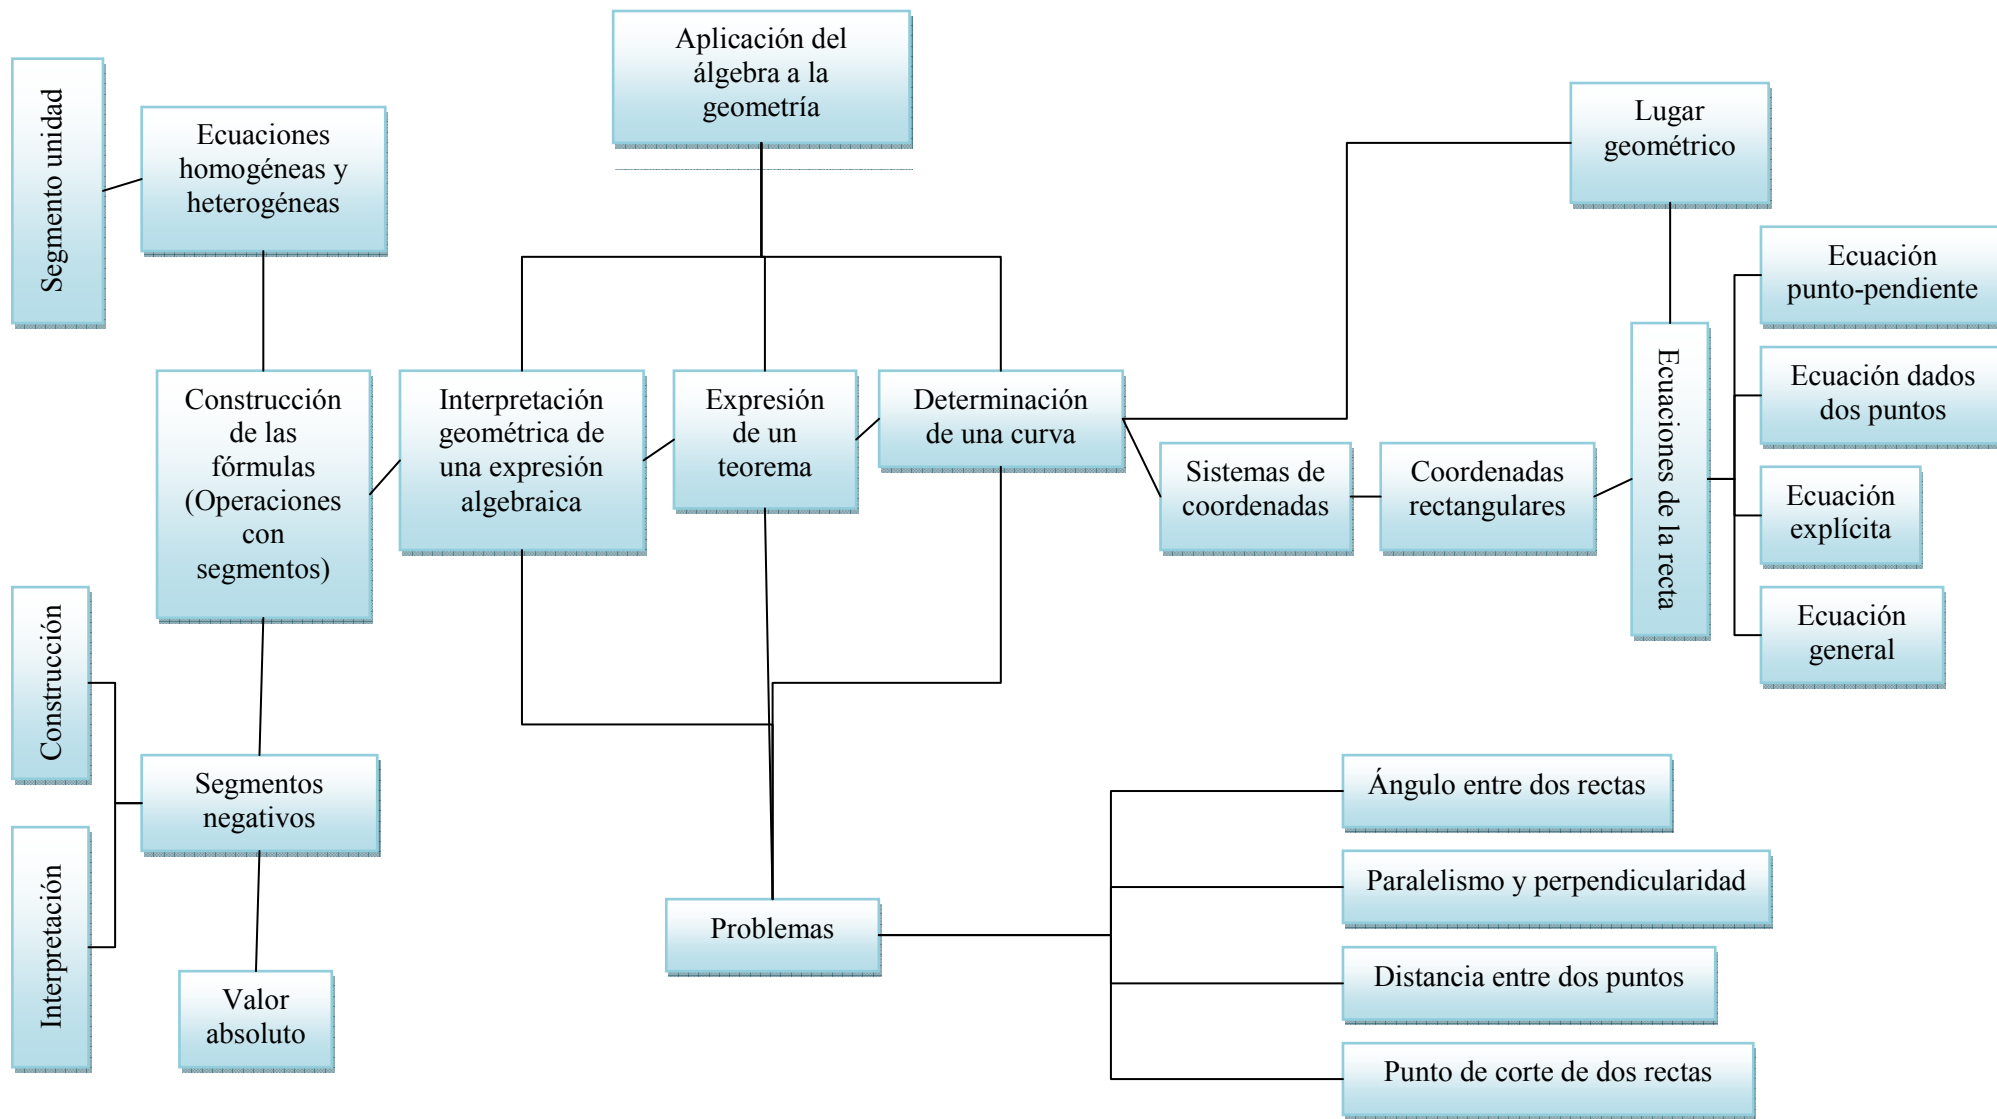 Aplicación del
álgebra a la
geometría
Segmento unidad
Ecuaciones
homogéneas y
heterogéneas
Lugar
geométrico
Ecuación
punto-pendiente
Ecuación dados
dos puntos
Ecuación
explícita
Ecuación
general
Ecuaciones de la recta
Construcción
de las
fórmulas
(Operaciones
con
segmentos)
Interpretación
geométrica de
una expresión
algebraica
Expresión
de un
teorema
Determinación
de una curva
Sistemas de
coordenadas
Coordenadas
rectangulares
Construcción
Interpretación
Segmentos
negativos
Valor
absoluto
Problemas
Ángulo entre dos rectas
Paralelismo y perpendicularidad
Distancia entre dos puntos
Punto de corte de dos rectas